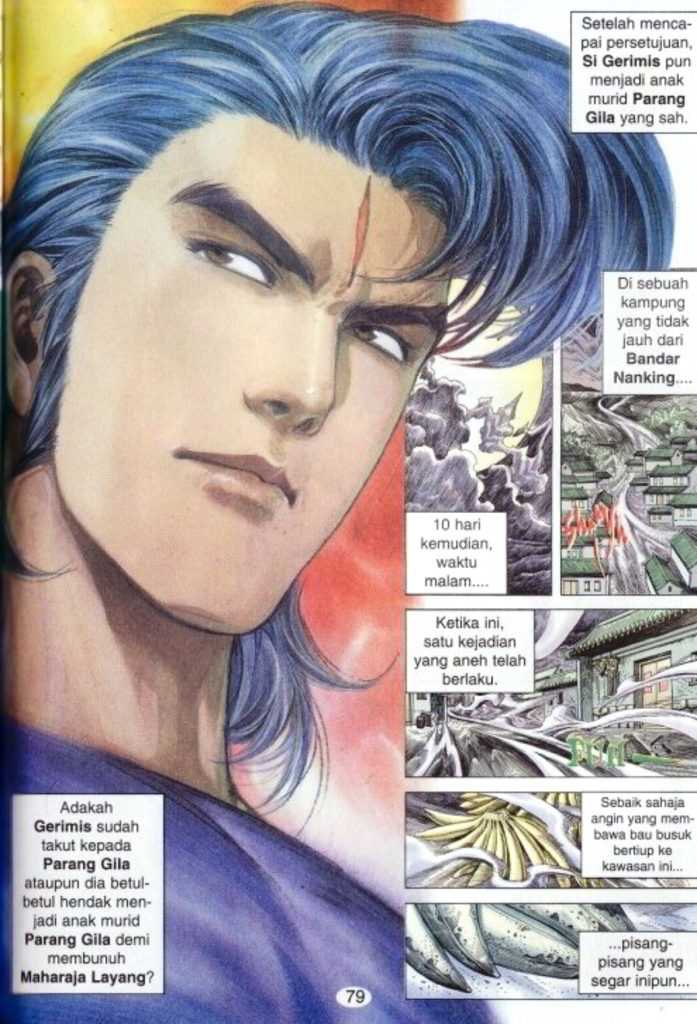 Setelah menca-
pai persetujuan,
Si Gerimis pun
menjadi anak
murid Parang
Gila yang sah.
Adakah
Gerimis sudah
takut kepada
Parang Gila
ataupun dia betul-
betul hendak men-
jadi anak murid
Parang Gila demi
membunuh
Maharaja Layang?
10 hari
kemudian,
waktu
malam....
Di sebuah
kampung
yang tidak
jauh dari
Bandar
Nanking....
Ketika ini,
satu kejadian
yang aneh telah
berlaku.
Sebaik sahaja
angin yang mem-
bawa bau busuk
bertiup ke
kawasan ini...
...pisang-
pisang yang
segar inipun...
79